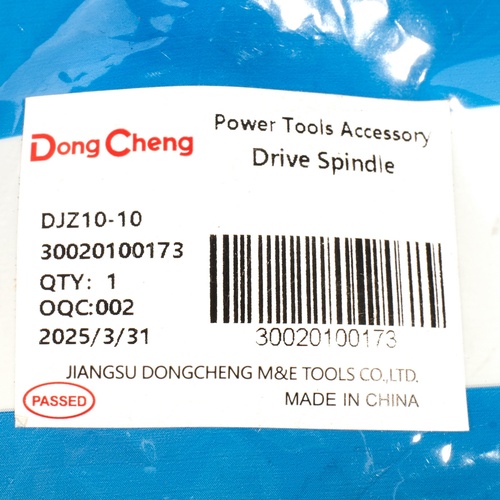 Dong Cheng
Power Tools Accessory
Drive Spindle
DJZ10-10
30020100173
QTY: 1
OQC:002
2025/3/31
30020100173
JIANGSU DONGCHENG M&E TOOLS CO.,LTD.
PASSED
MADE IN CHINA